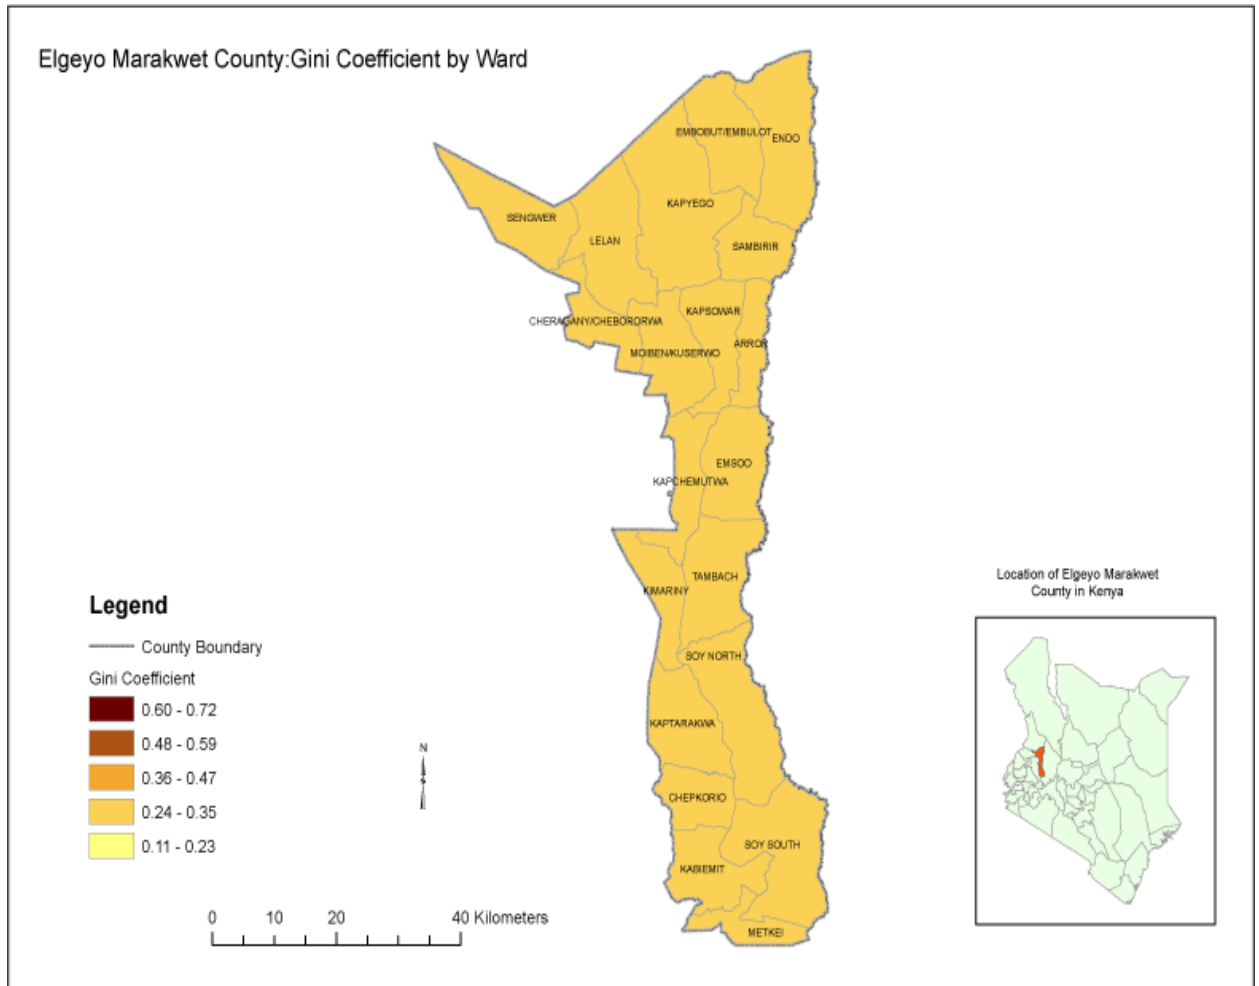 Elgeyo Marakwet County:Gini Coefficient by Ward
EMBOBUT/EMBULOT
ENDO
KAPYEGO
SENGWER
LELAN
SAMBIRIR
KAPSOWAR
CHERAGANY/CHEBORORWA
ARROR
MOIBEN/KUSERWO
EMSOO
KAPCHEMUTWA
TAMBACH
KIMARINY
SOY NORTH
KAPTARAKWA
CHEPKORIO
SOY SOUTH
KABIEMIT
METKEI
Legend
County Boundary
Gini Coefficient
0.60 - 0.72
0.48 - 0.59
0.36 - 0.47
0.24 - 0.35
0.11 - 0.23
N
0 10 20 40 Kilometers
Location of Elgeyo Marakwet
County in Kenya